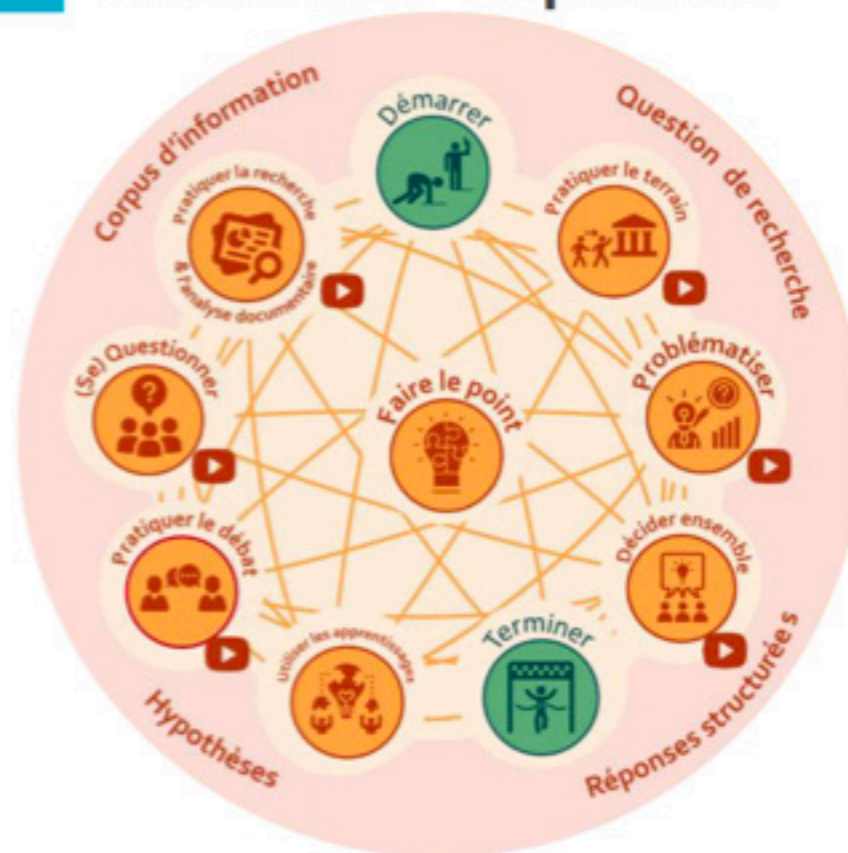 Corpus d'information
Question de recherche
Démarrer
Pratiquer la recherche
& l'analyse documentaire
Pratiquer le terrain
(Se) Questionner
Faire le point
Problématiser
Pratiquer le débat
Décider ensemble
Utiliser les apprentissages
Terminer
Hypothèses
Réponses structurées